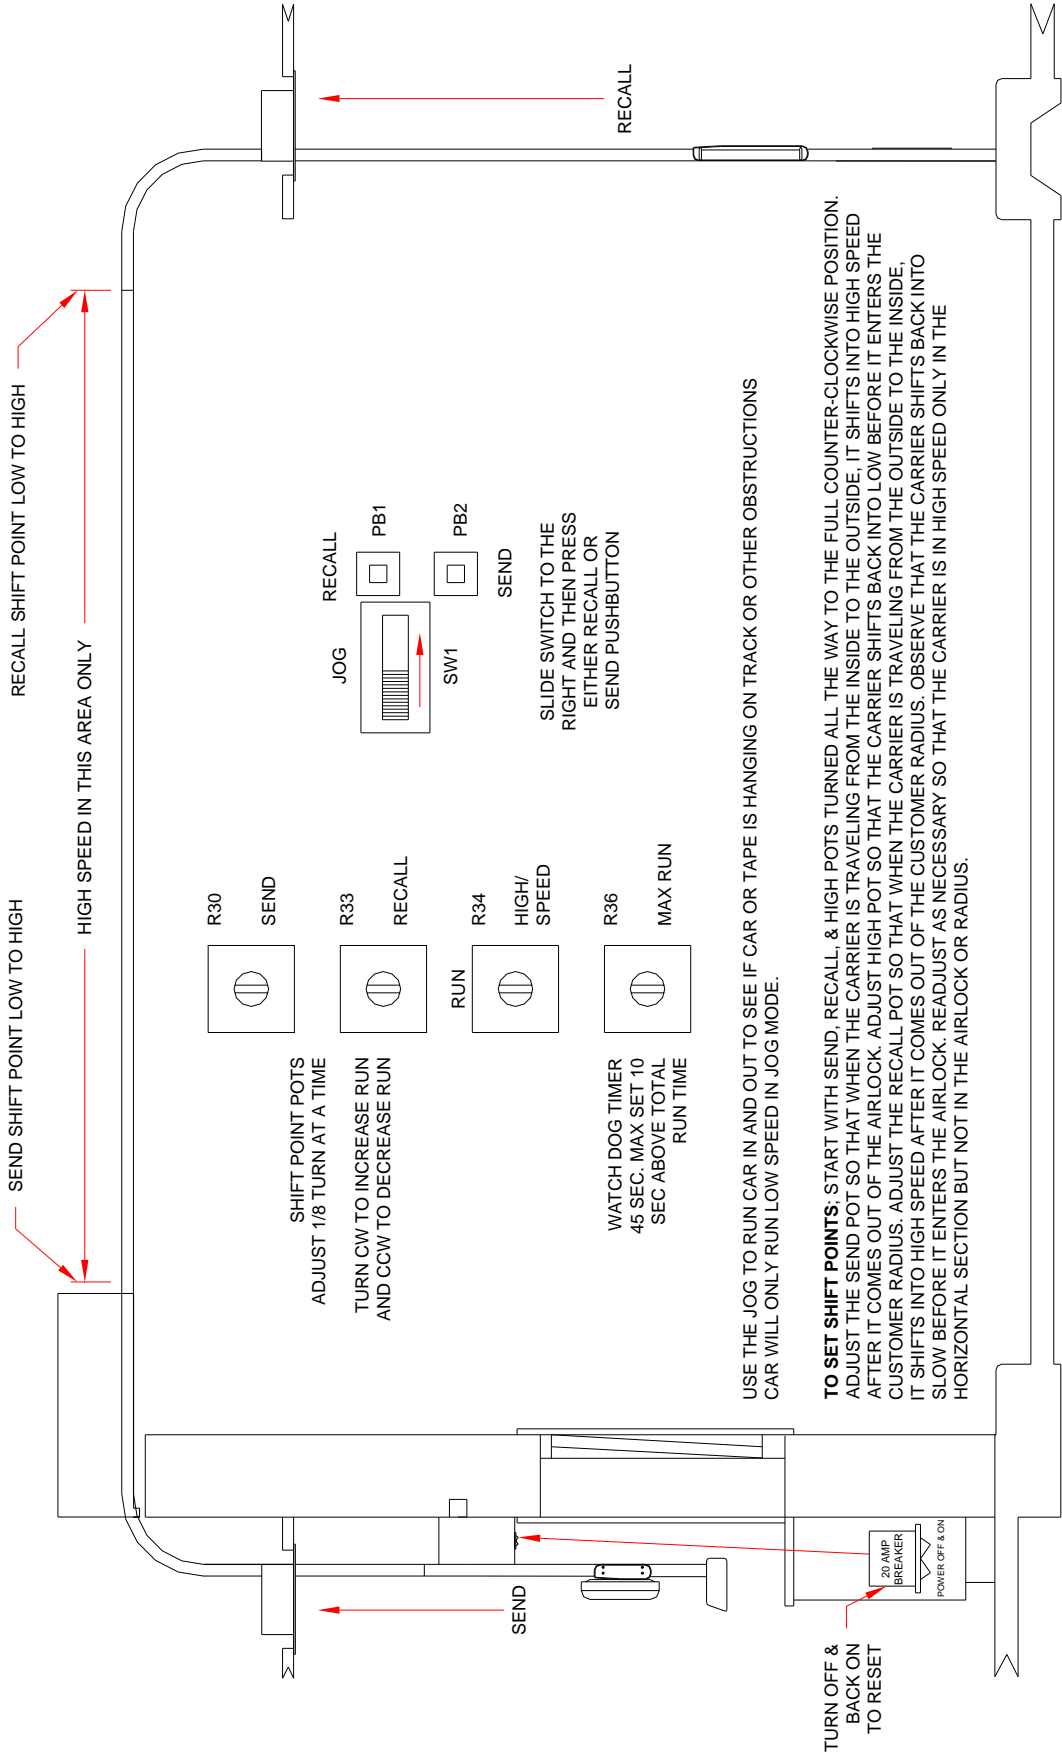 SEND SHIFT POINT LOW TO HIGH
RECALL SHIFT POINT LOW TO HIGH
HIGH SPEED IN THIS AREA ONLY
SEND
RECALL
SHIFT POINT POTS
ADJUST 1/8 TURN AT A TIME
TURN CW TO INCREASE RUN
AND CCW TO DECREASE RUN
R30
SEND
R33
RECALL
RUN
R34
HIGH/
SPEED
R36
MAX RUN
WATCH DOG TIMER
45 SEC. MAX SET 10
SEC ABOVE TOTAL
RUN TIME
JOG
SW1
RECALL
PB1
PB2
SEND
SLIDE SWITCH TO THE
RIGHT AND THEN PRESS
EITHER RECALL OR
SEND PUSHBUTTON
USE THE JOG TO RUN CAR IN AND OUT TO SEE IF CAR OR TAPE IS HANGING ON TRACK OR OTHER OBSTRUCTIONS
CAR WILL ONLY RUN LOW SPEED IN JOG MODE.
TO SET SHIFT POINTS; START WITH SEND, RECALL, & HIGH POTS TURNED ALL THE WAY TO THE FULL COUNTER-CLOCKWISE POSITION.
ADJUST THE SEND POT SO THAT WHEN THE CARRIER IS TRAVELING FROM THE INSIDE TO THE OUTSIDE, IT SHIFTS INTO HIGH SPEED
AFTER IT COMES OUT OF THE AIRLOCK. ADJUST HIGH POT SO THAT THE CARRIER SHIFTS BACK INTO LOW BEFORE IT ENTERS THE
CUSTOMER RADIUS. ADJUST THE RECALL POT SO THAT WHEN THE CARRIER IS TRAVELING FROM THE OUTSIDE TO THE INSIDE,
IT SHIFTS INTO HIGH SPEED AFTER IT COMES OUT OF THE CUSTOMER RADIUS. OBSERVE THAT THE CARRIER SHIFTS BACK INTO
SLOW BEFORE IT ENTERS THE AIRLOCK. READJUST AS NECESSARY SO THAT THE CARRIER IS IN HIGH SPEED ONLY IN THE
HORIZONTAL SECTION BUT NOT IN THE AIRLOCK OR RADIUS.
20 AMP
BREAKER
POWER OFF & ON
TURN OFF &
BACK ON
TO RESET